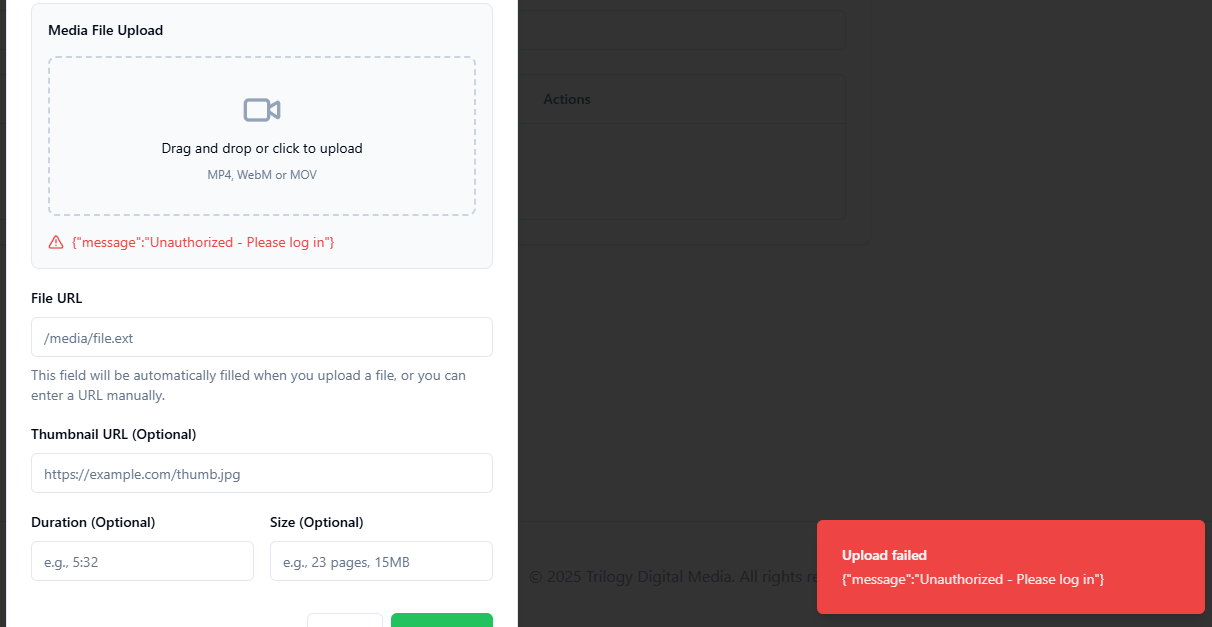 Media File Upload
Actions
Drag and drop or click to upload
MP4, WebM or MOV
{"message":"Unauthorized - Please log in"}
File URL
/media/file.ext
This field will be automatically filled when you upload a file, or you can
enter a URL manually.
Thumbnail URL (Optional)
https://example.com/thumb.jpg
Duration (Optional)
Size (Optional)
e.g., 5:32
e.g., 23 pages, 15MB
© 2025 Trilogy Digital Media. All rights
Upload failed
{"message":"Unauthorized - Please log in"}